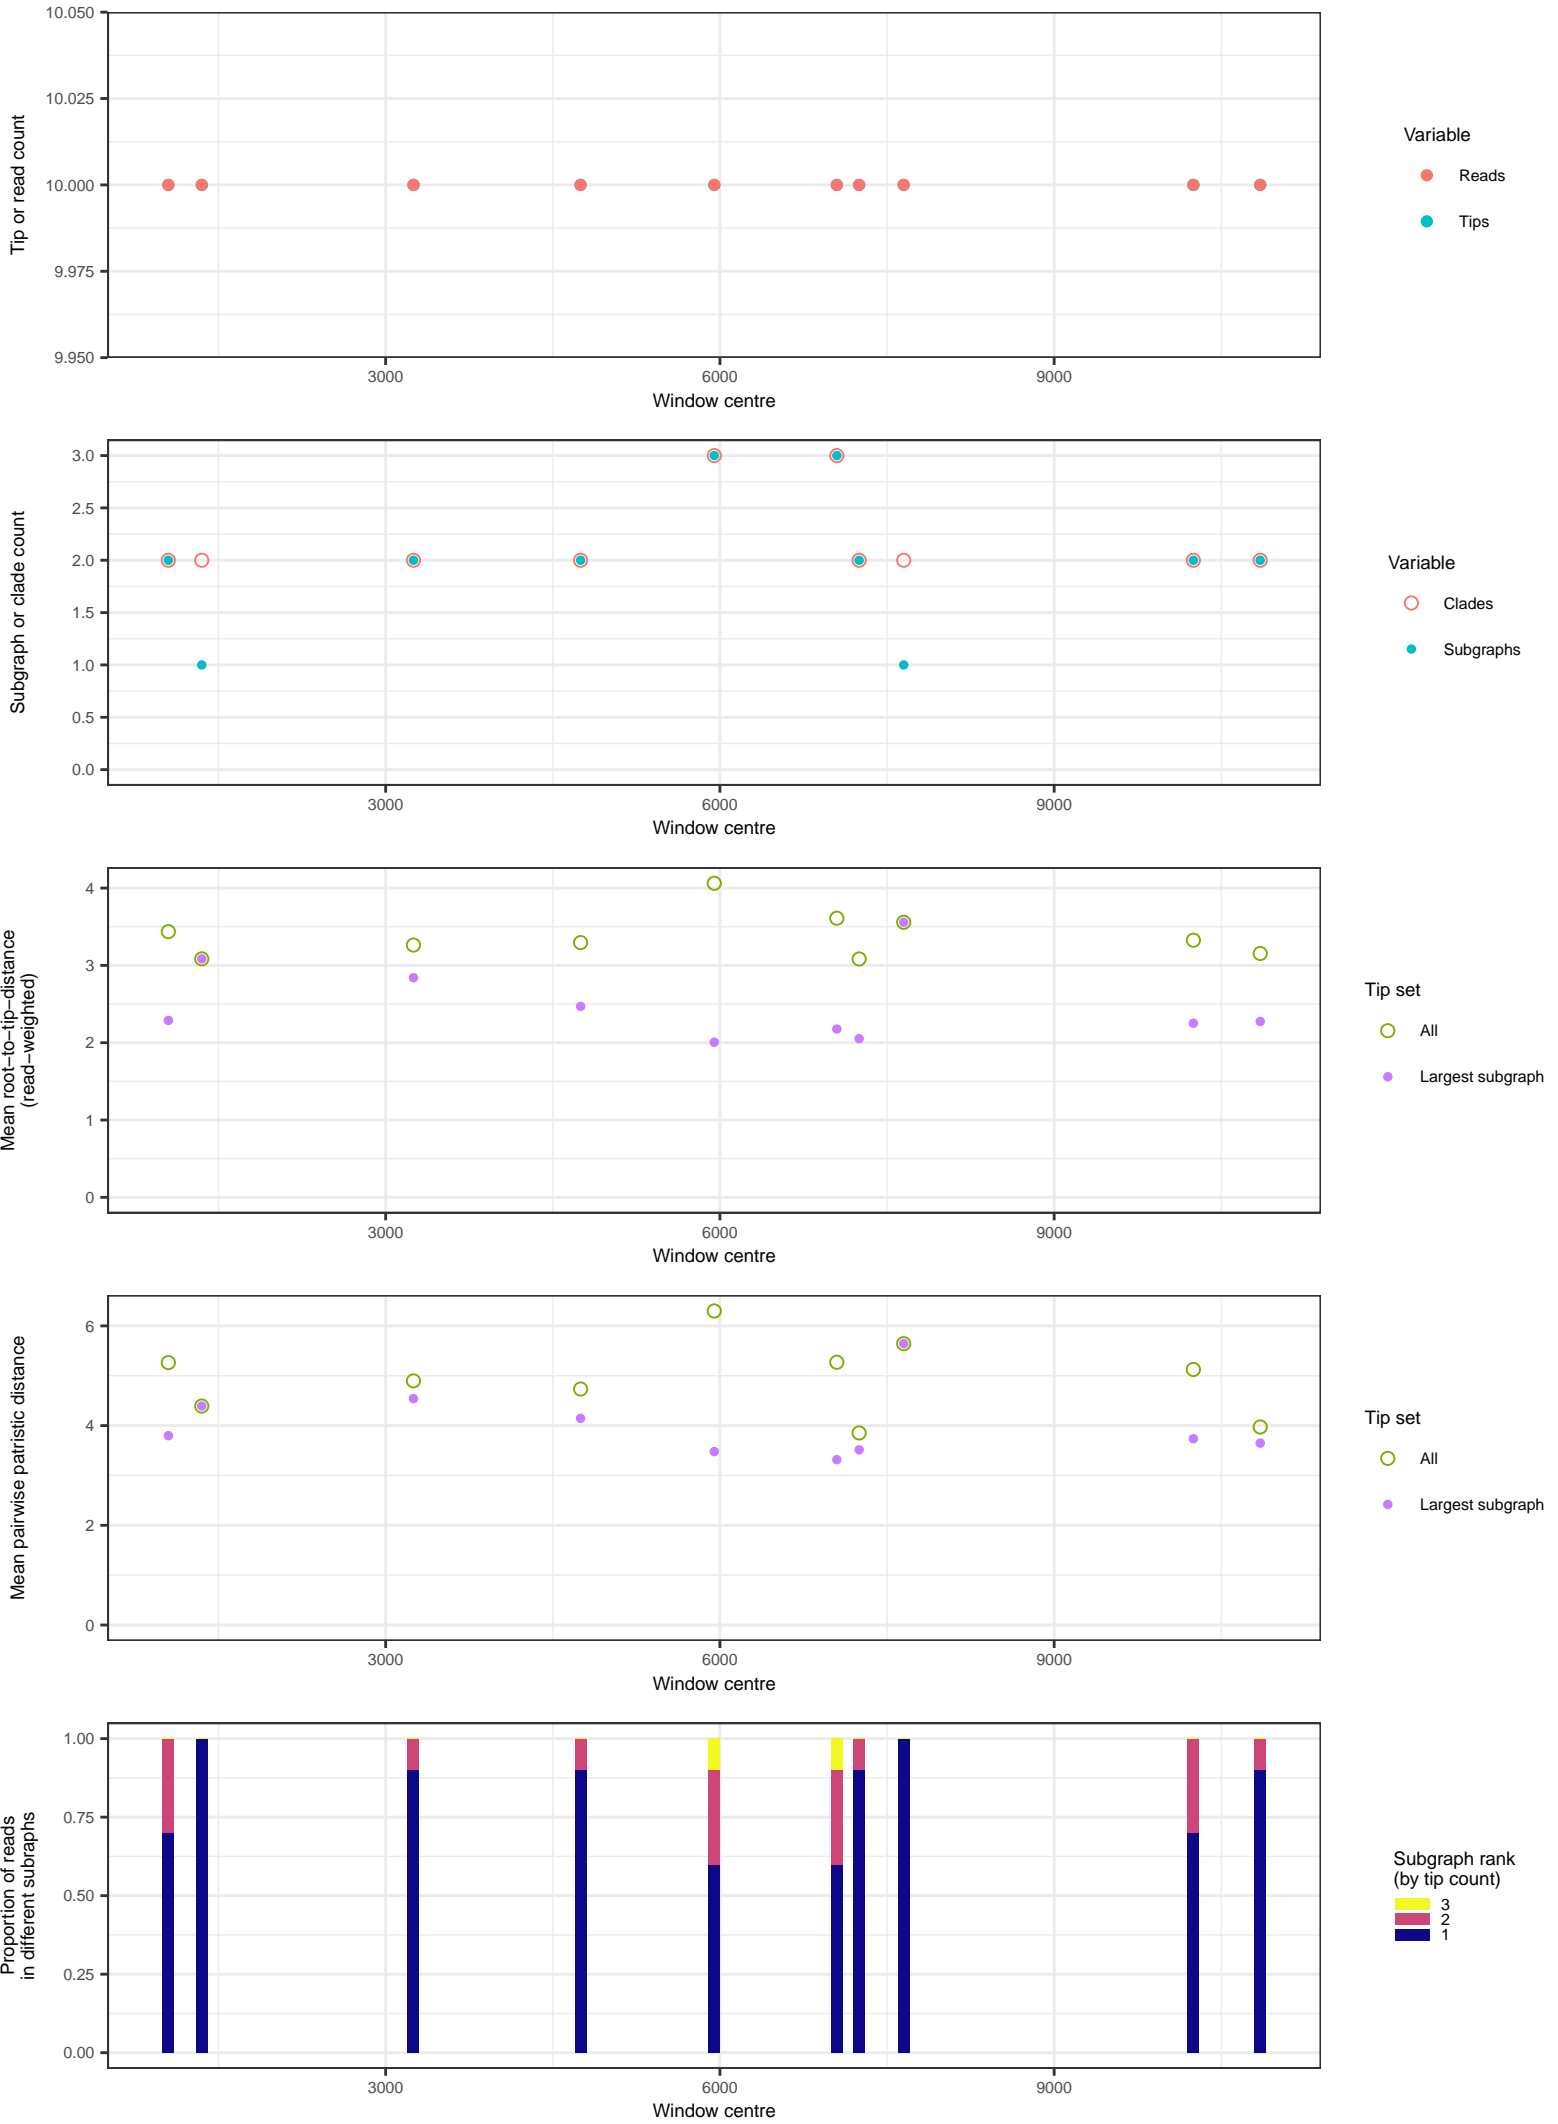 10.050
10.025
10.000
9.975
9.950
Tip or read count
3000
6000
9000
Window centre
Variable
Reads
Tips
3.0
2.5
2.0
1.5
1.0
0.5
0.0
Subgraph or clade count
3000
6000
9000
Window centre
Variable
Clades
Subgraphs
4
3
2
1
0
Mean root−to−tip−distance
(read−weighted)
3000
6000
9000
Window centre
Tip set
All
Largest subgraph
6
4
2
0
Mean pairwise patristic distance
3000
6000
9000
Window centre
Tip set
All
Largest subgraph
1.00
0.75
0.50
0.25
0.00
Proportion of reads
in different subraphs
3000
6000
9000
Window centre
Subgraph rank
(by tip count)
3
2
1